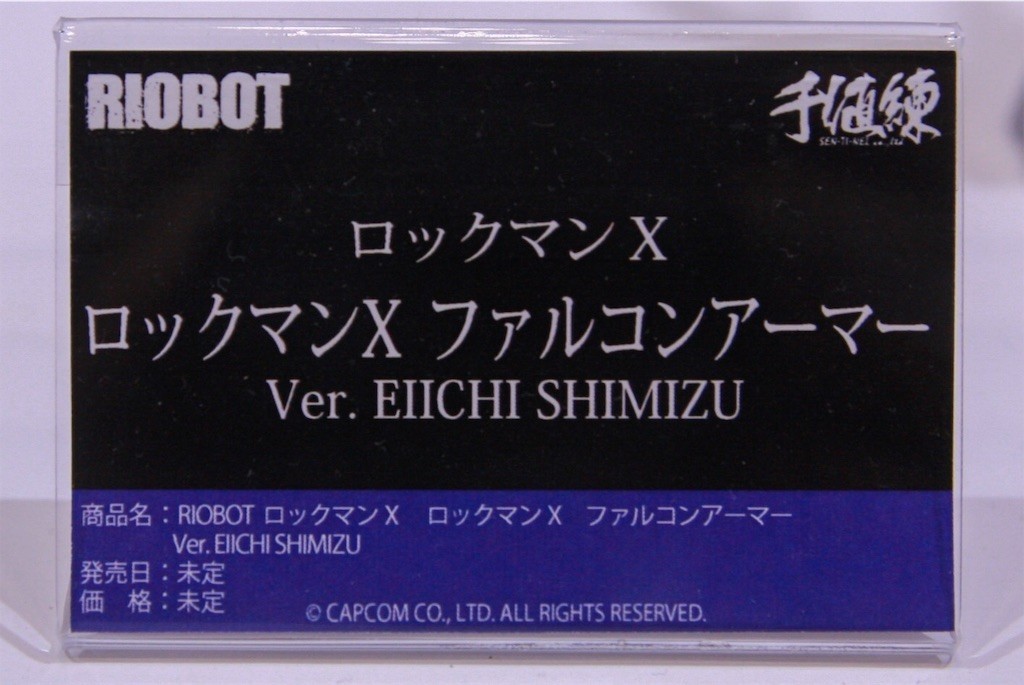 RIOBOT
千値練
SEN-TI-NEL
ロックマン X
ロックマンX ファルコンアーマー
Ver. EIICHI SHIMIZU
商品名：RIOBOT ロックマン X　ロックマン X　ファルコンアーマー
Ver. EIICHI SHIMIZU
発売日：未定
価　格：未定
© CAPCOM CO., LTD. ALL RIGHTS RESERVED.